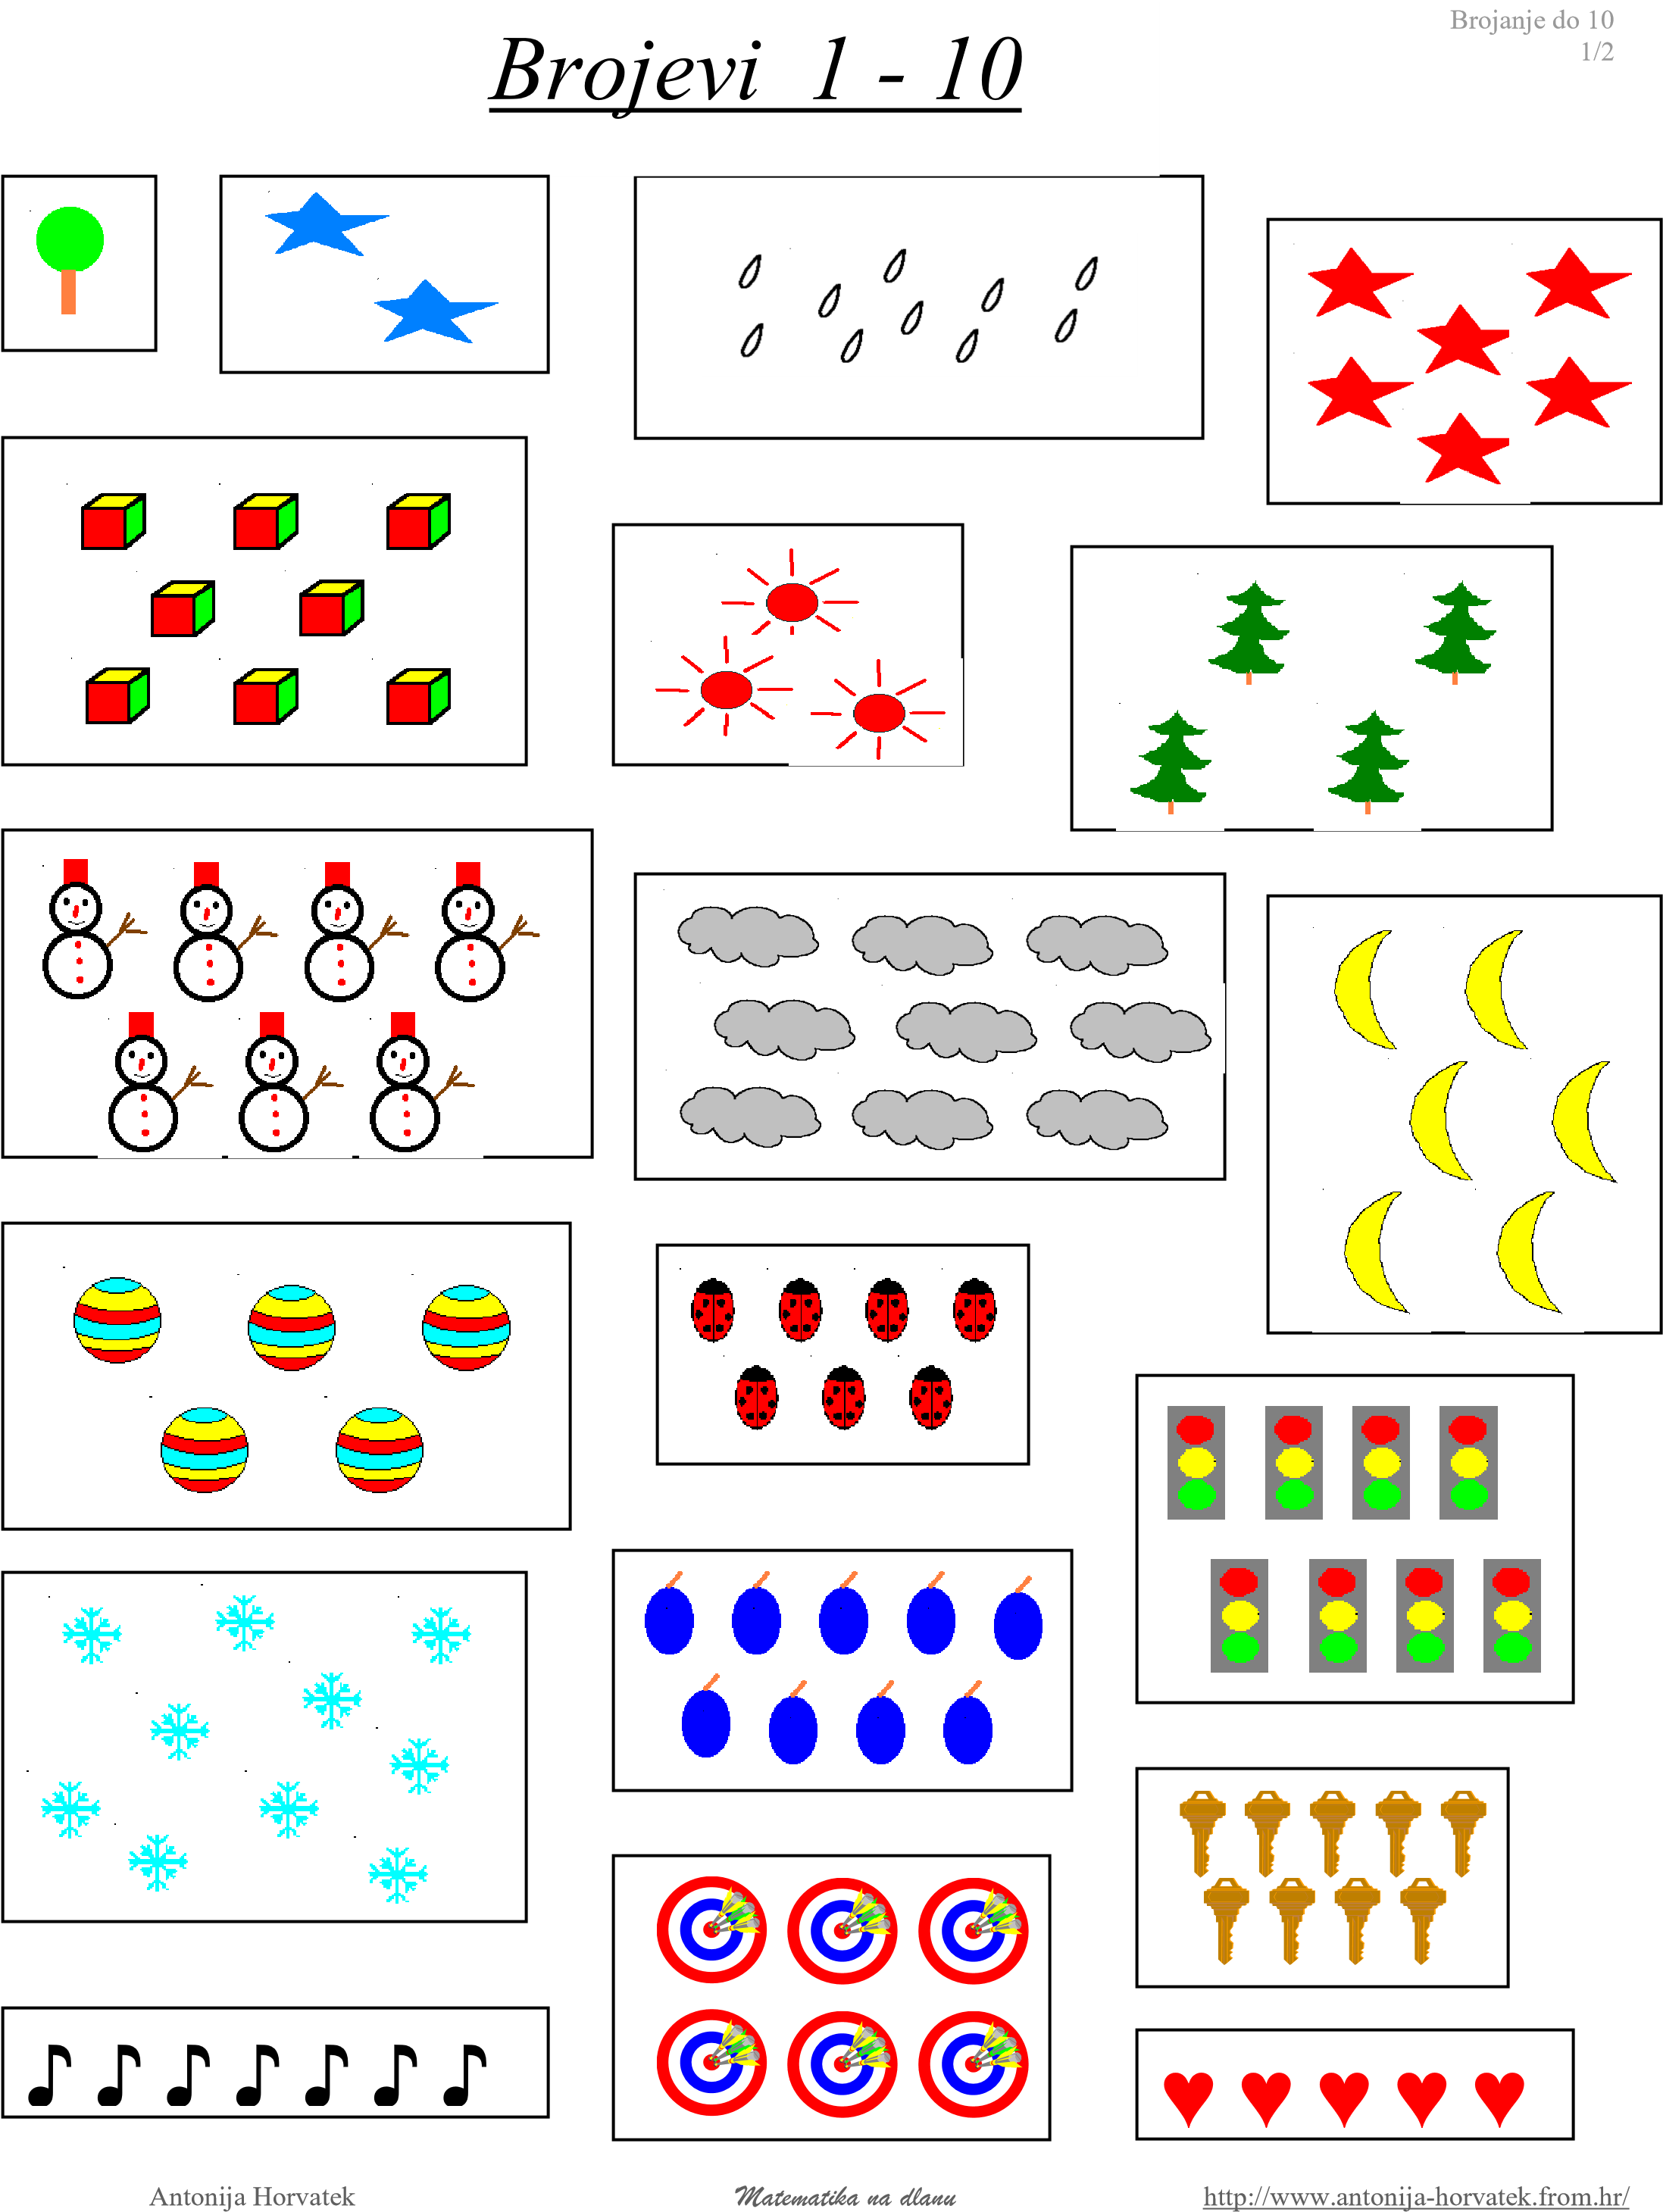 Brojanje do 10
1/2
Brojevi 1 - 10
Antonija Horvatek
Matematika na dlanu
http://www.antonija-horvatek.from.hr/